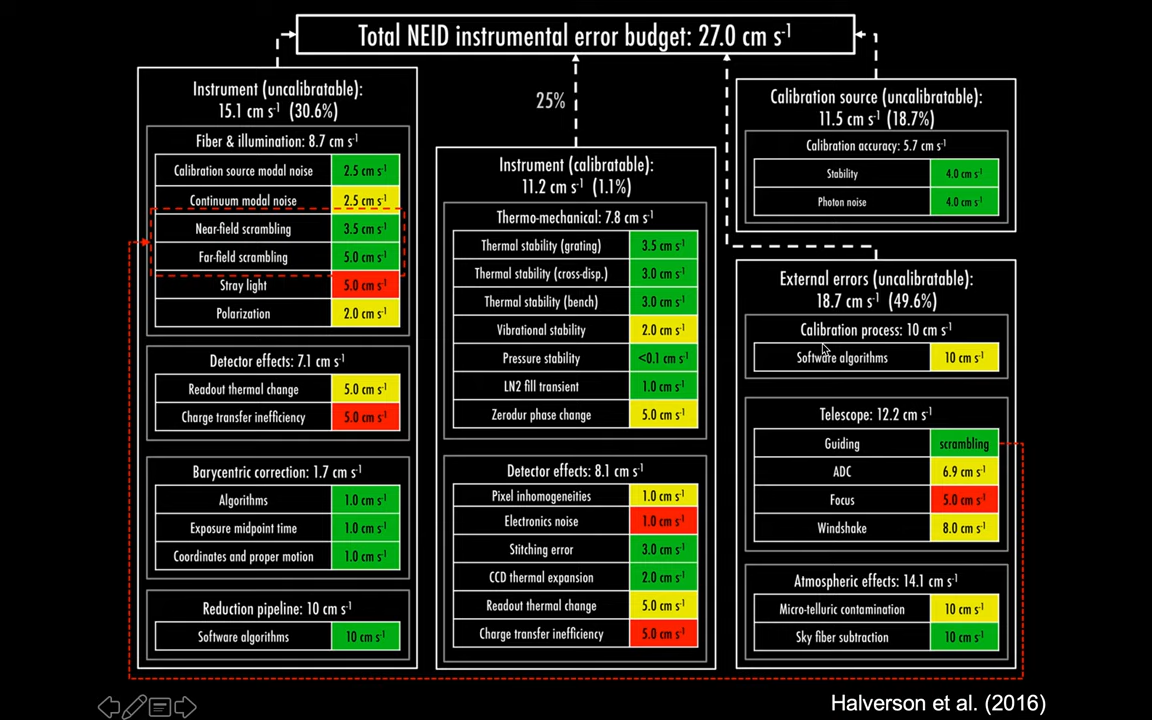 Total NEID instrumental error budget: 27.0 cm s⁻¹
Instrument (uncalibratable):
15.1 cm s⁻¹ (30.6%)
Fiber & illumination: 8.7 cm s⁻¹
Calibration source modal noise 2.5 cm s⁻¹
Continuum modal noise 2.5 cm s⁻¹
Near-field scrambling 3.5 cm s⁻¹
Far-field scrambling 5.0 cm s⁻¹
Stray light 5.0 cm s⁻¹
Polarization 2.0 cm s⁻¹
Detector effects: 7.1 cm s⁻¹
Readout thermal change 5.0 cm s⁻¹
Charge transfer inefficiency 5.0 cm s⁻¹
Barycentric correction: 1.7 cm s⁻¹
Algorithms 1.0 cm s⁻¹
Exposure midpoint time 1.0 cm s⁻¹
Coordinates and proper motion 1.0 cm s⁻¹
Reduction pipeline: 10 cm s⁻¹
Software algorithms 10 cm s⁻¹
25%
Instrument (calibratable):
11.2 cm s⁻¹ (1.1%)
Thermo-mechanical: 7.8 cm s⁻¹
Thermal stability (grating) 3.5 cm s⁻¹
Thermal stability (cross-disp.) 3.0 cm s⁻¹
Thermal stability (bench) 3.0 cm s⁻¹
Vibrational stability 2.0 cm s⁻¹
Pressure stability <0.1 cm s⁻¹
LN2 fill transient 1.0 cm s⁻¹
Zerodur phase change 5.0 cm s⁻¹
Detector effects: 8.1 cm s⁻¹
Pixel inhomogeneities 1.0 cm s⁻¹
Electronics noise 1.0 cm s⁻¹
Stitching error 3.0 cm s⁻¹
CCD thermal expansion 2.0 cm s⁻¹
Readout thermal change 5.0 cm s⁻¹
Charge transfer inefficiency 5.0 cm s⁻¹
Calibration source (uncalibratable):
11.5 cm s⁻¹ (18.7%)
Calibration accuracy: 5.7 cm s⁻¹
Stability 4.0 cm s⁻¹
Photon noise 4.0 cm s⁻¹
External errors (uncalibratable):
18.7 cm s⁻¹ (49.6%)
Calibration process: 10 cm s⁻¹
Software algorithms 10 cm s⁻¹
Telescope: 12.2 cm s⁻¹
Guiding scrambling
ADC 6.9 cm s⁻¹
Focus 5.0 cm s⁻¹
Windshake 8.0 cm s⁻¹
Atmospheric effects: 14.1 cm s⁻¹
Micro-telluric contamination 10 cm s⁻¹
Sky fiber subtraction 10 cm s⁻¹
Halverson et al. (2016)